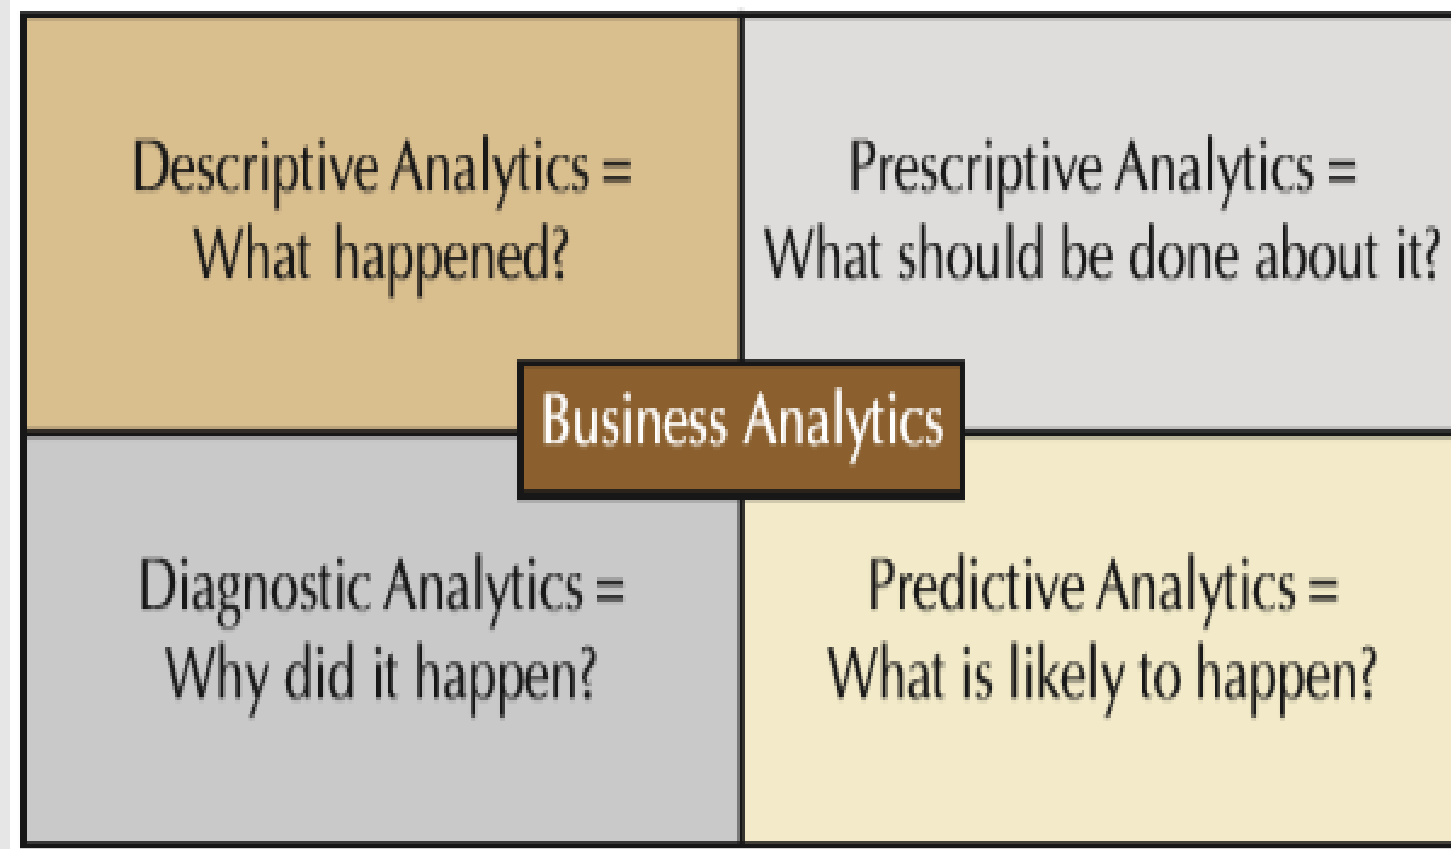 Descriptive Analytics =
What happened?
Prescriptive Analytics =
What should be done about it?
Business Analytics
Diagnostic Analytics =
Why did it happen?
Predictive Analytics =
What is likely to happen?